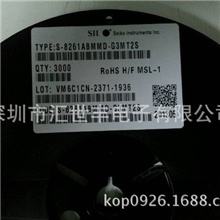 SII Seiko Instruments Inc.
TYPE:S-8261ABMMD-G3MT2S
QTY: 3000
RoHS H/F MSL-1
LOT: VM6C1CN-2371-1936
深圳市汇世丰电子有限公司
kop0926.1688.com